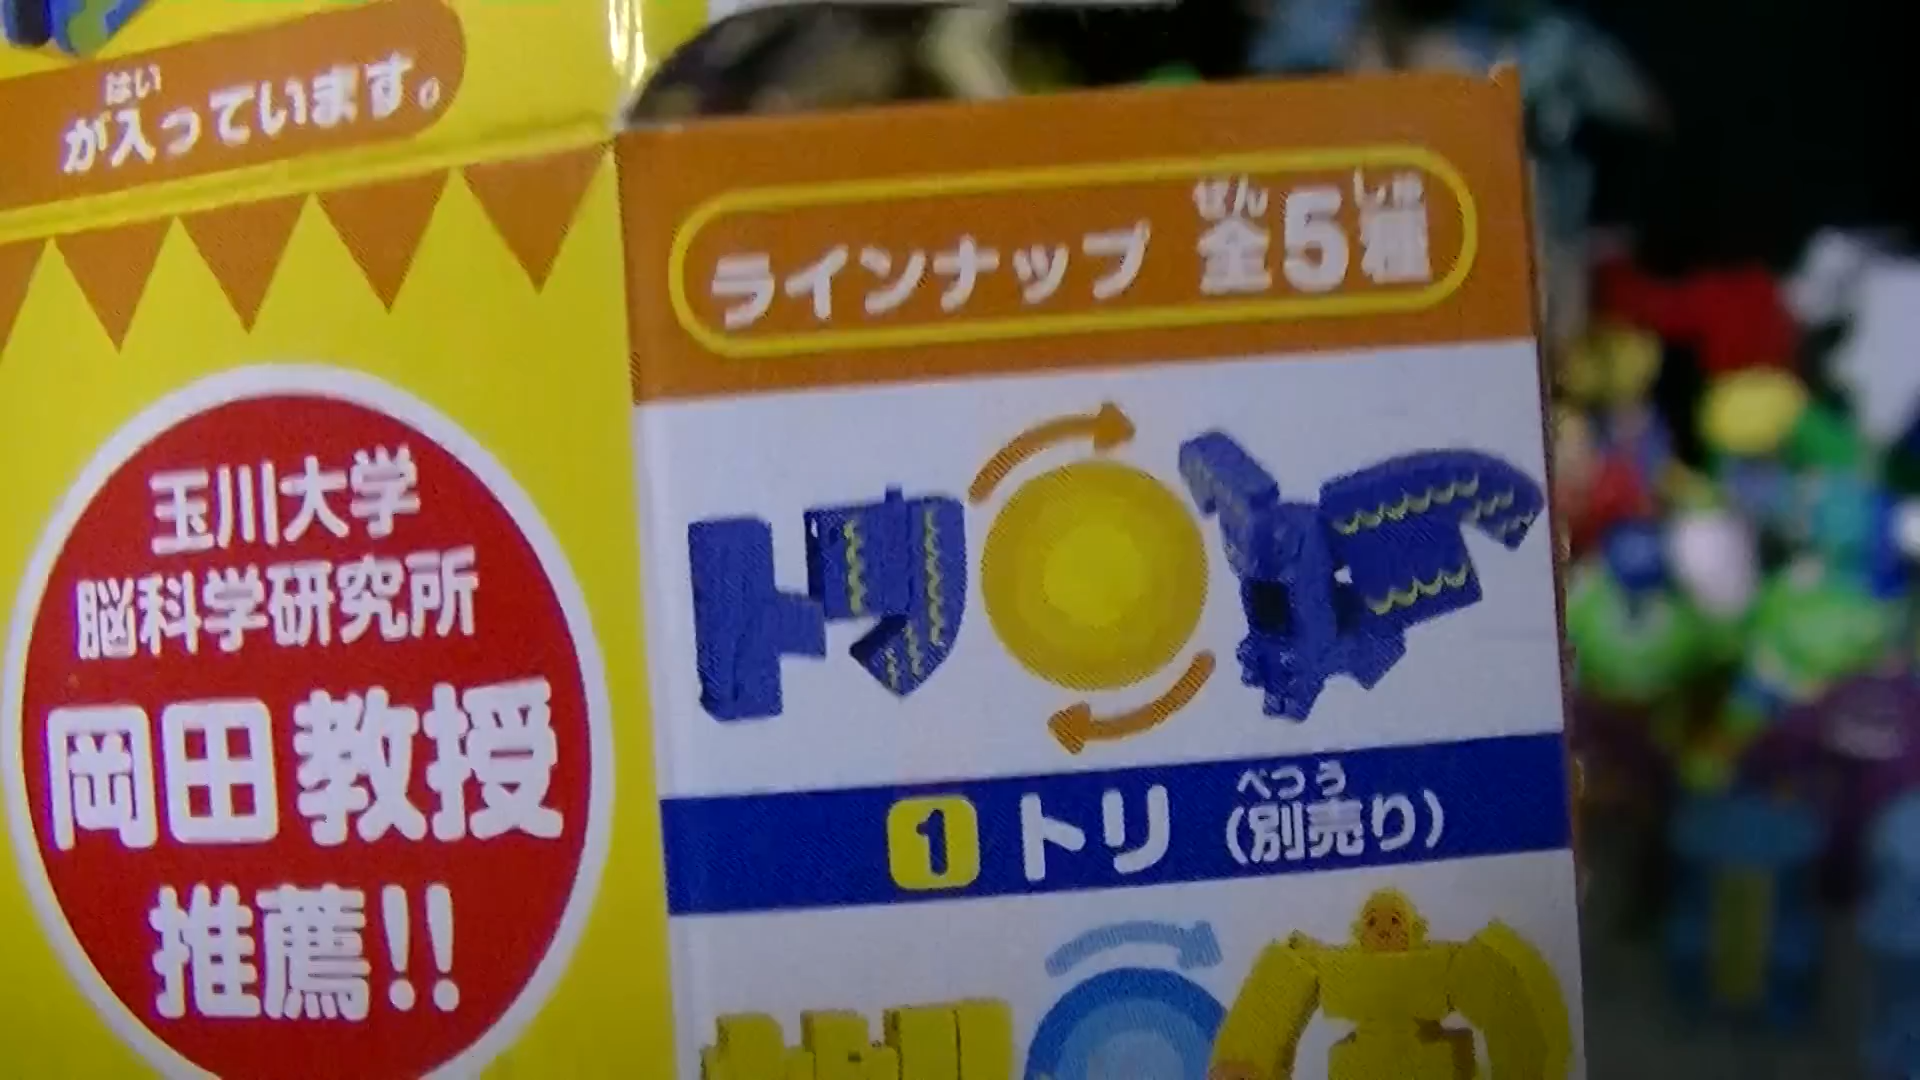 はい
が入っています。
玉川大学
脳科学研究所
岡田教授
推薦!!
ぜん しゅ
ラインナップ 全5種
トリ
べつう
1 トリ (別売り)